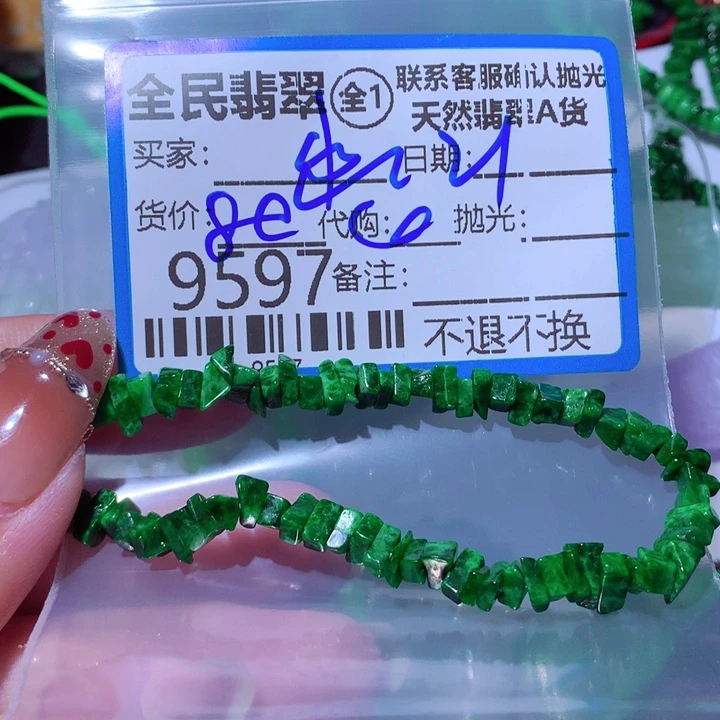 全民翡翠 全1 联系客服确认抛光
天然翡翠A货
买家: 日期:
货价: 代购: 抛光:
9597 备注:
不退不换
9597